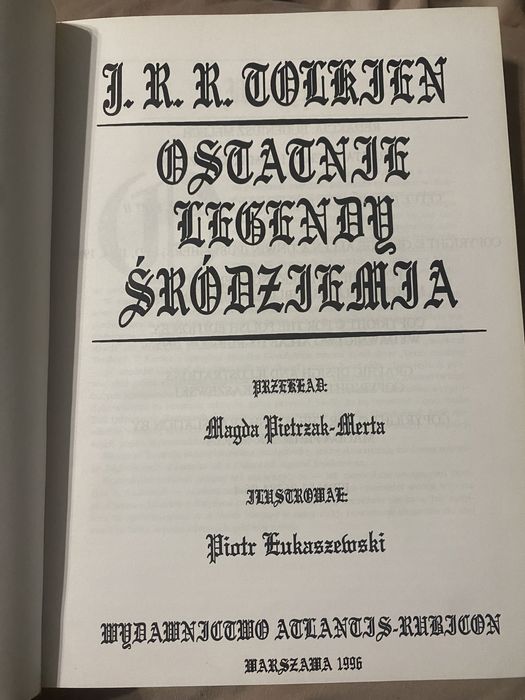 J. R. R. TOLKIEN
OSTATNIE
LEGENDY
ŚRÓDZIEMIA
PRZEKŁAD:
Magda Pietrzak-Merta
ILUSTROWAŁ:
Piotr Łukaszewski
WYDAWNICTWO ATLANTIS-RUBICON
WARSZAWA 1996